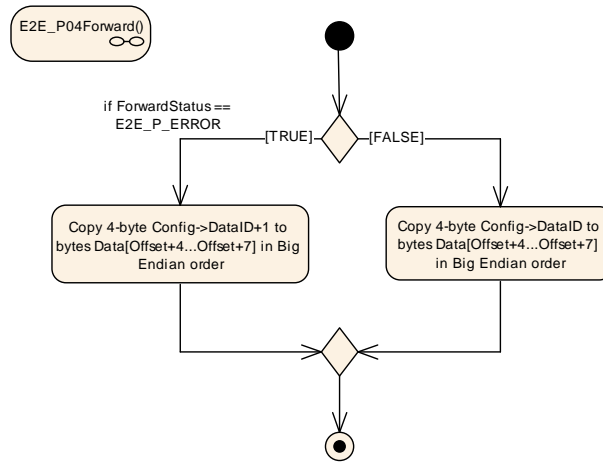 E2E_P04Forward()
if ForwardStatus ==
E2E_P_ERROR
[TRUE]
[FALSE]
Copy 4-byte Config->DataID+1 to
bytes Data[Offset+4...Offset+7] in Big
Endian order
Copy 4-byte Config->DataID to
bytes Data[Offset+4...Offset+7]
in Big Endian order